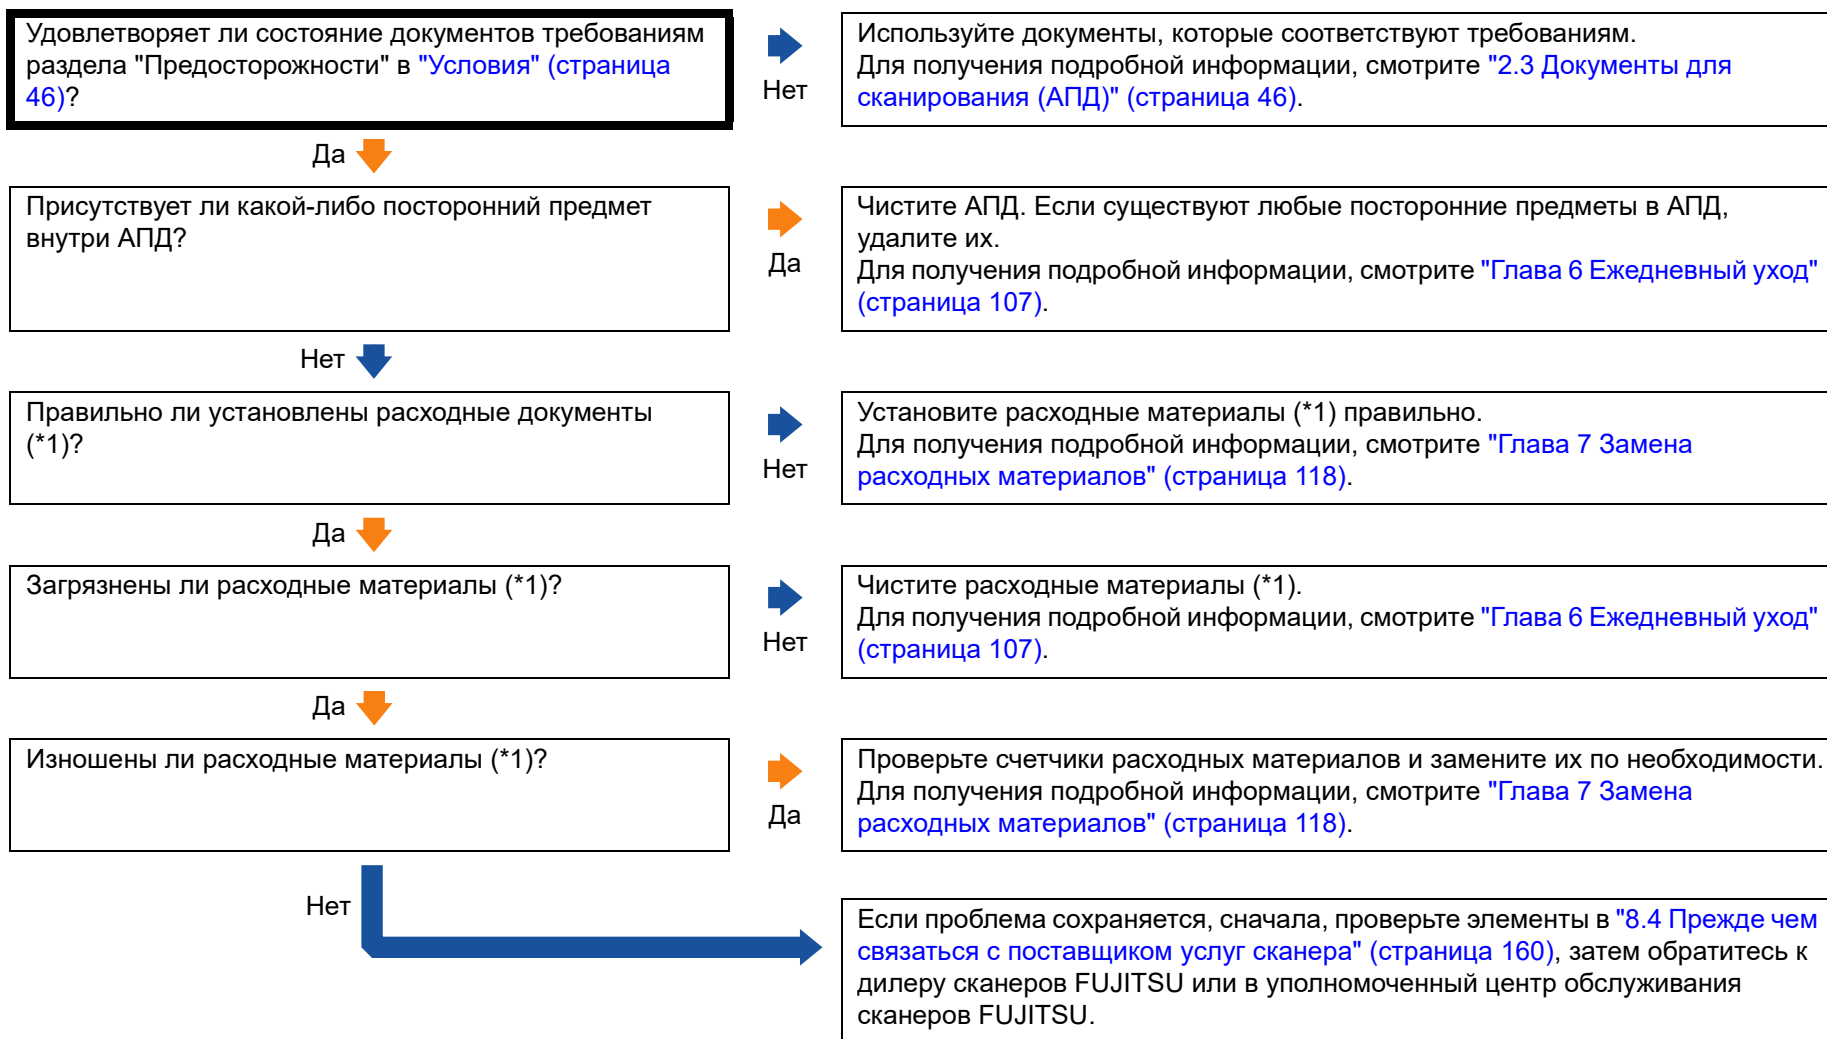 Удовлетворяет ли состояние документов требованиям
раздела "Предосторожности" в "Условия" (страница
46)?
Нет
Используйте документы, которые соответствуют требованиям.
Для получения подробной информации, смотрите "2.3 Документы для
сканирования (АПД)" (страница 46).
Да
Присутствует ли какой-либо посторонний предмет
внутри АПД?
Да
Чистите АПД. Если существуют любые посторонние предметы в АПД,
удалите их.
Для получения подробной информации, смотрите "Глава 6 Ежедневный уход"
(страница 107).
Нет
Правильно ли установлены расходные документы
(*1)?
Нет
Установите расходные материалы (*1) правильно.
Для получения подробной информации, смотрите "Глава 7 Замена
расходных материалов" (страница 118).
Да
Загрязнены ли расходные материалы (*1)?
Нет
Чистите расходные материалы (*1).
Для получения подробной информации, смотрите "Глава 6 Ежедневный уход"
(страница 107).
Да
Изношены ли расходные материалы (*1)?
Да
Проверьте счетчики расходных материалов и замените их по необходимости.
Для получения подробной информации, смотрите "Глава 7 Замена
расходных материалов" (страница 118).
Нет
Если проблема сохраняется, сначала, проверьте элементы в "8.4 Прежде чем
связаться с поставщиком услуг сканера" (страница 160), затем обратитесь к
дилеру сканеров FUJITSU или в уполномоченный центр обслуживания
сканеров FUJITSU.